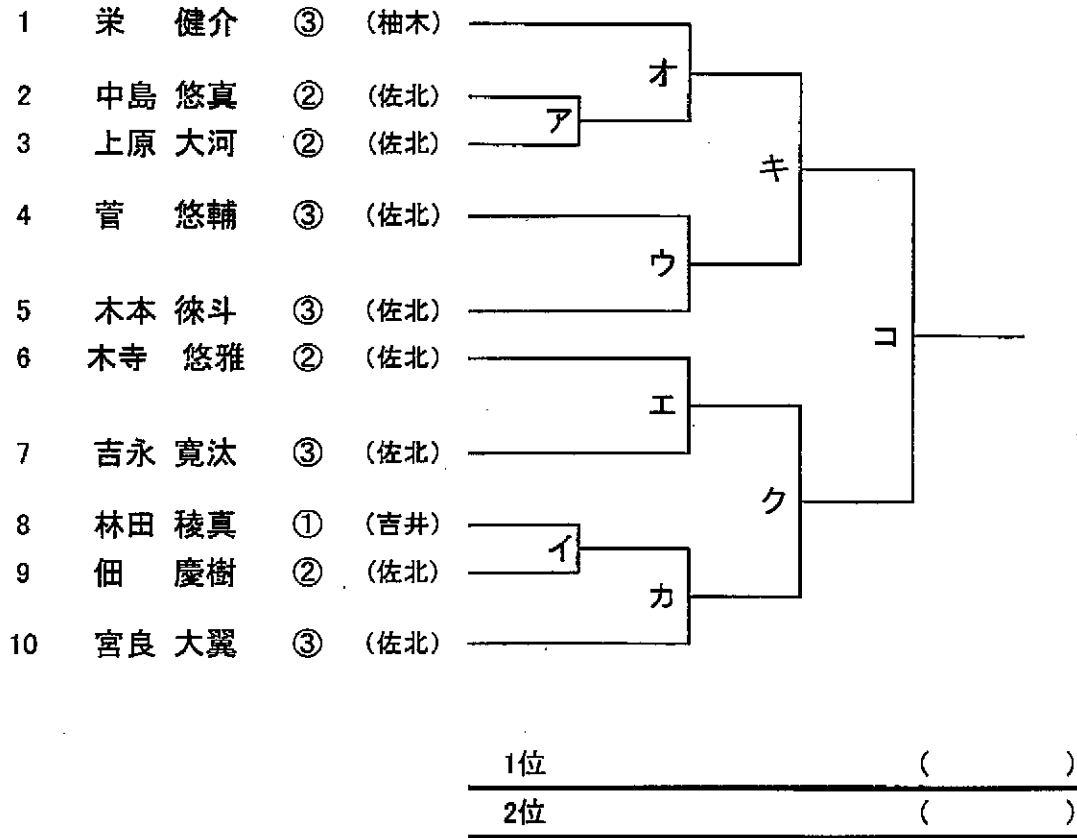 1 栄 健介 ③ (柚木)
2 中島 悠真 ② (佐北)
3 上原 大河 ② (佐北)
4 菅 悠輔 ③ (佐北)
5 木本 徠斗 ③ (佐北)
6 木寺 悠雅 ② (佐北)
7 吉永 寛汰 ③ (佐北)
8 林田 稜真 ① (吉井)
9 佃 慶樹 ② (佐北)
10 宮良 大翼 ③ (佐北)
オ
ア
キ
ウ
コ
エ
ク
イ
カ
1位 ( )
2位 ( )